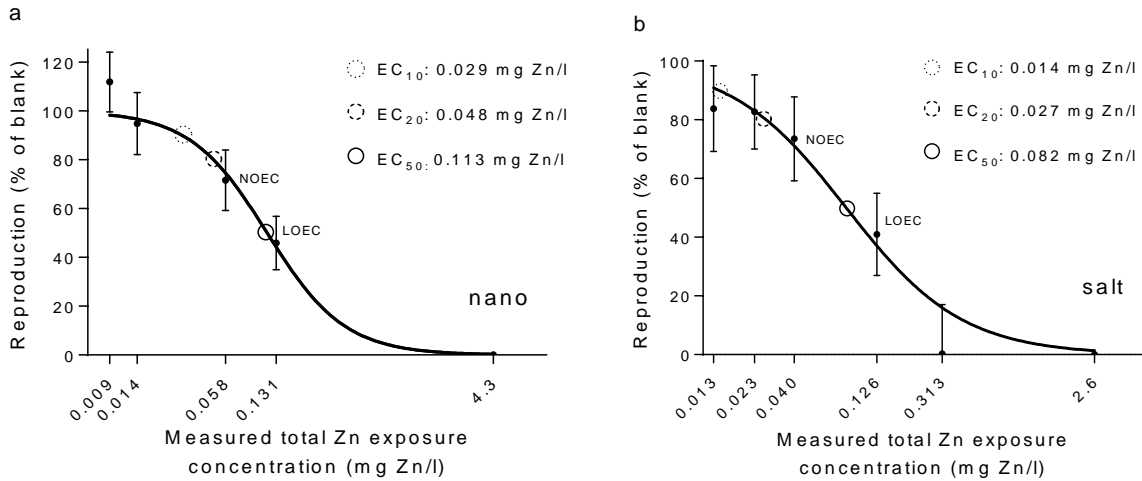 a
120
100
80
60
40
20
0
Reproduction (% of blank)
EC10: 0.029 mg Zn/l
EC20: 0.048 mg Zn/l
EC50: 0.113 mg Zn/l
NOEC
LOEC
nano
0.009
0.014
0.058
0.131
4.3
Measured total Zn exposure
concentration (mg Zn/l)
b
100
80
60
40
20
0
Reproduction (% of blank)
EC10: 0.014 mg Zn/l
EC20: 0.027 mg Zn/l
EC50: 0.082 mg Zn/l
NOEC
LOEC
salt
0.013
0.023
0.040
0.126
0.313
2.6
Measured total Zn exposure
concentration (mg Zn/l)